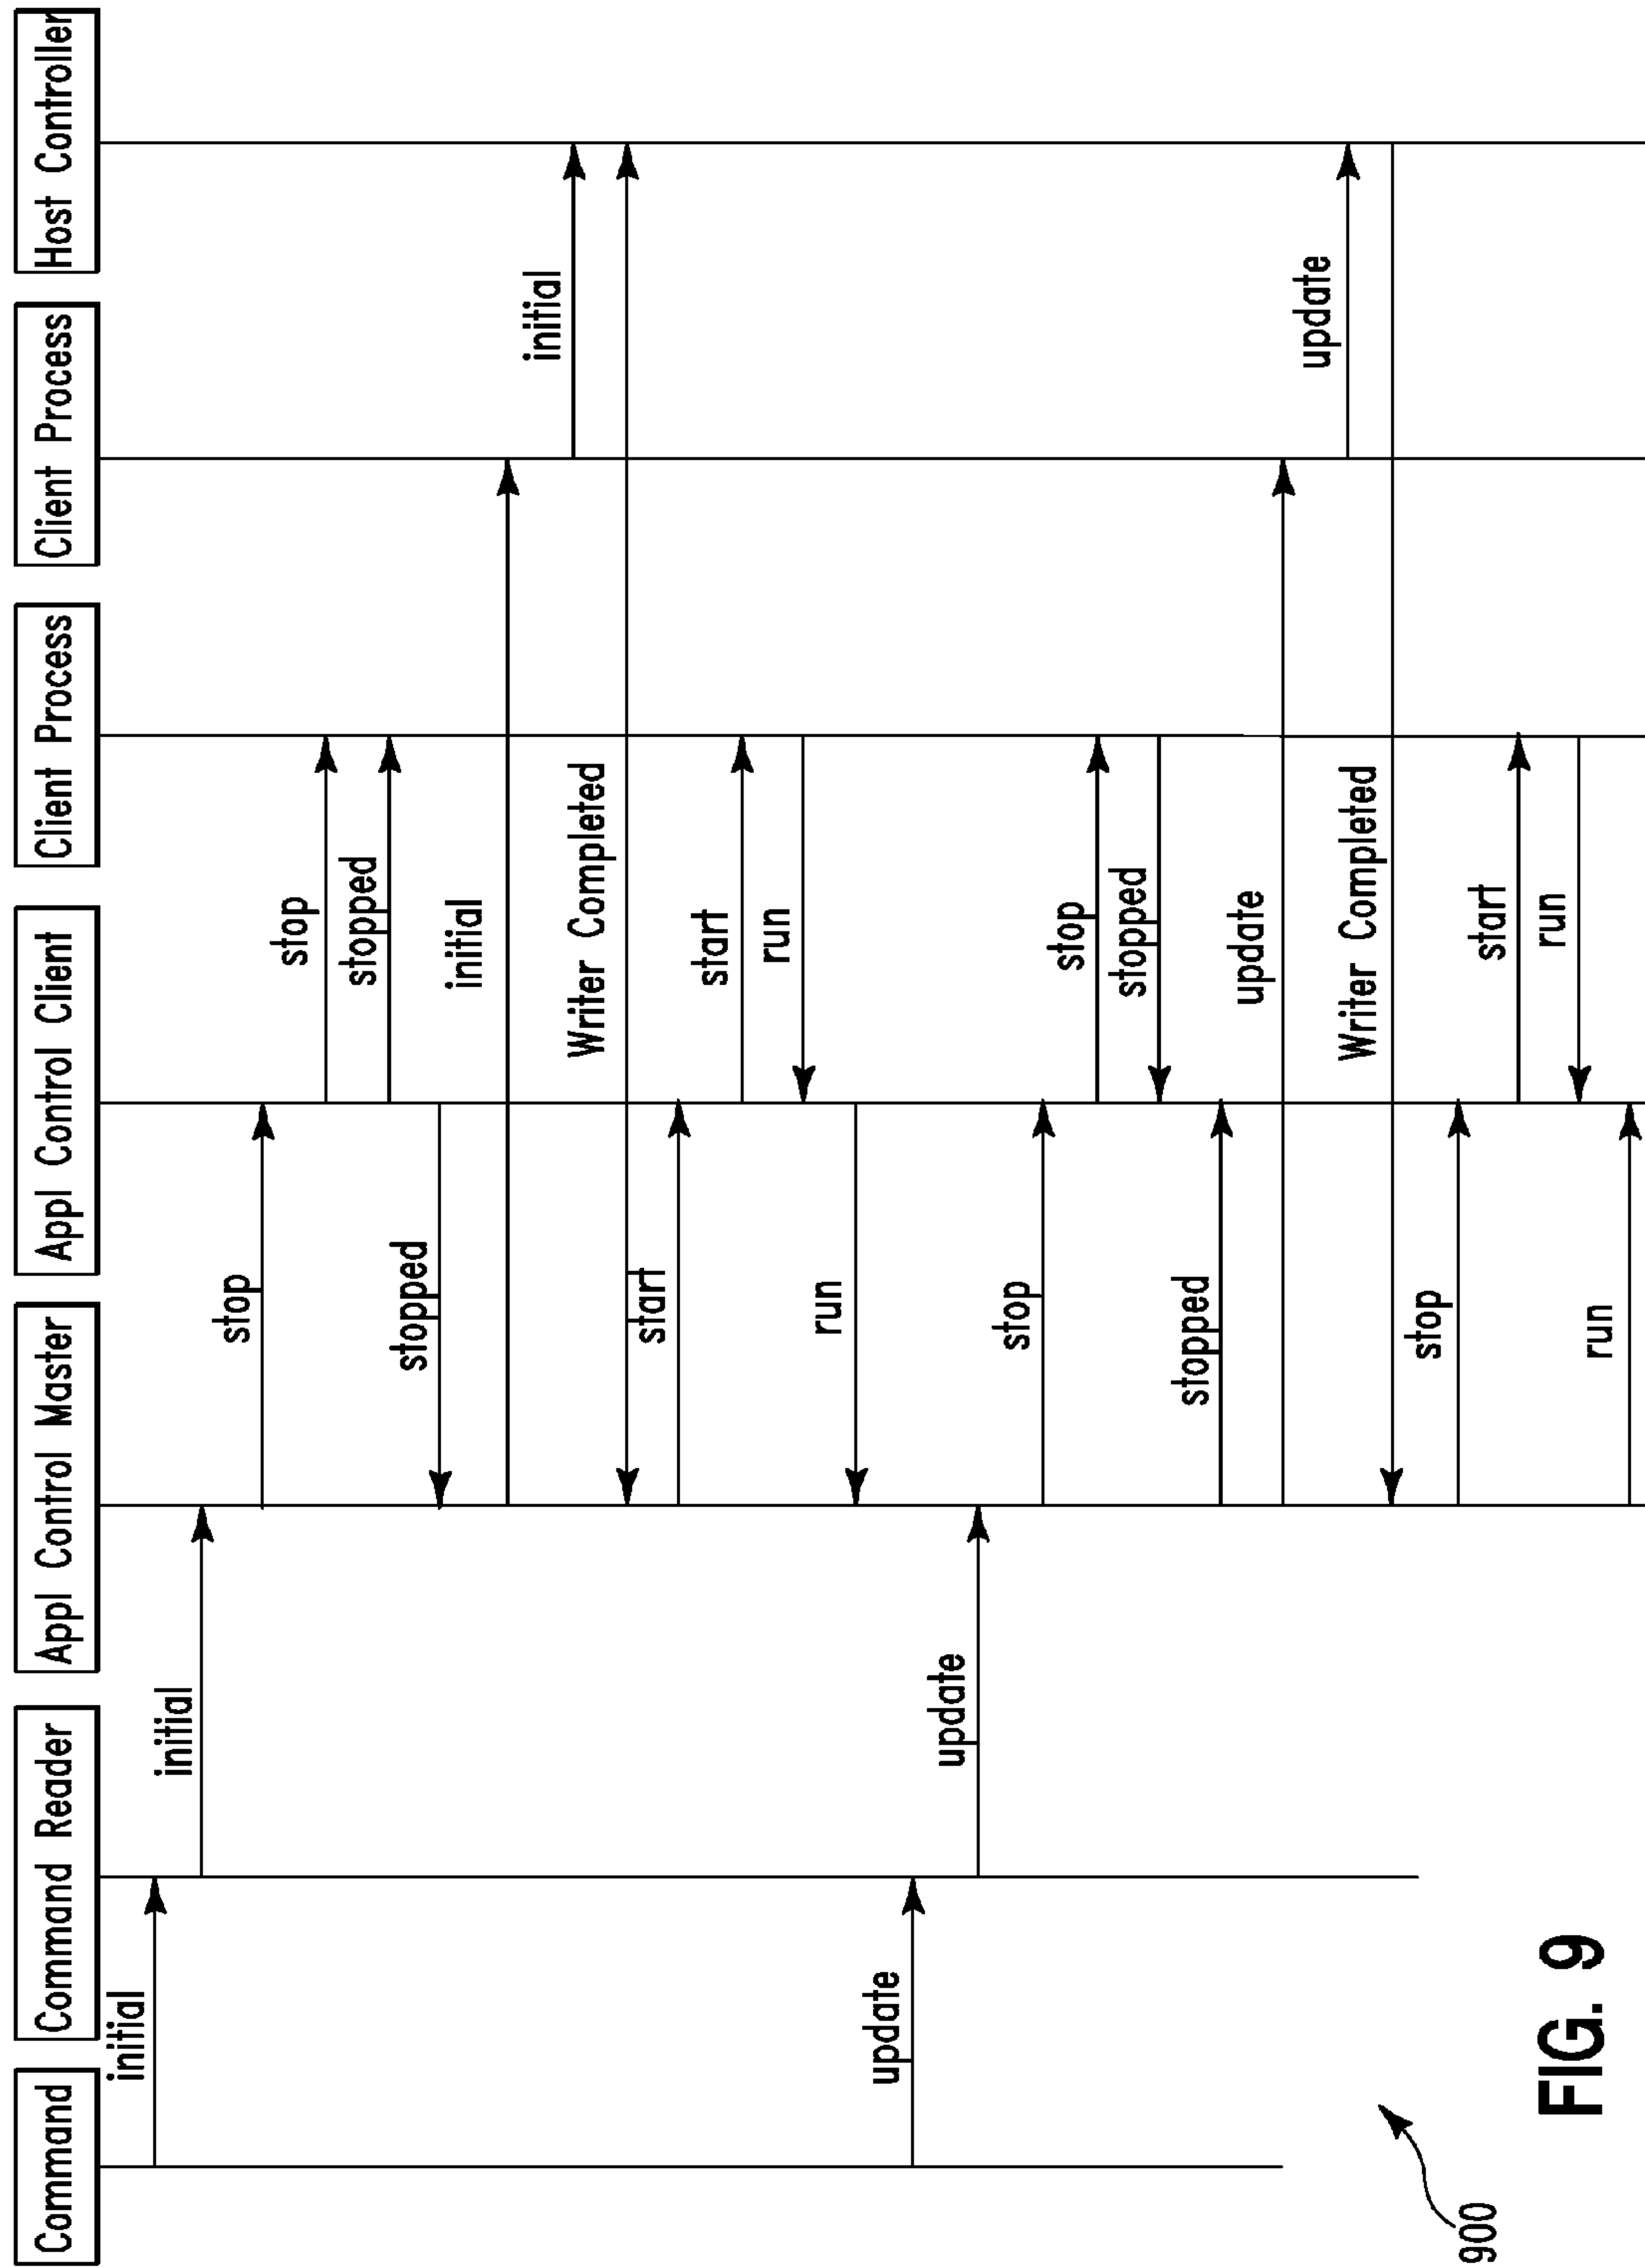 Command
Command Reader
Appl Control Master
Appl Control Client
Client Process
Client Process
Host Controller
initial
initial
stop
stop
stopped
stopped
initial
initial
Writer Completed
start
start
run
run
update
update
stop
stop
stopped
stopped
update
update
Writer Completed
stop
start
run
run
900
FIG. 9